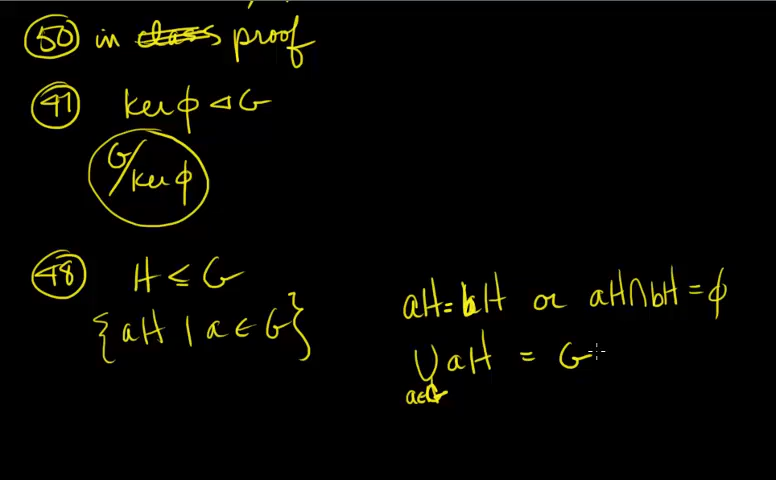 50 in class proof
47 ker φ ⊲ G
G/ker φ
48 H ≤ G
{aH | a ∈ G}
aH = bH or aH∩bH = ϕ
⋃ aH = G
a∈G